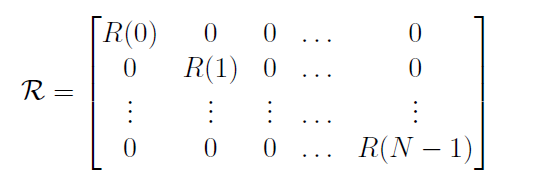 R(0) 0 0 … 0
0 R(1) 0 … 0
ℛ =
⋮ ⋮ ⋮ … ⋮
0 0 0 … R(N − 1)